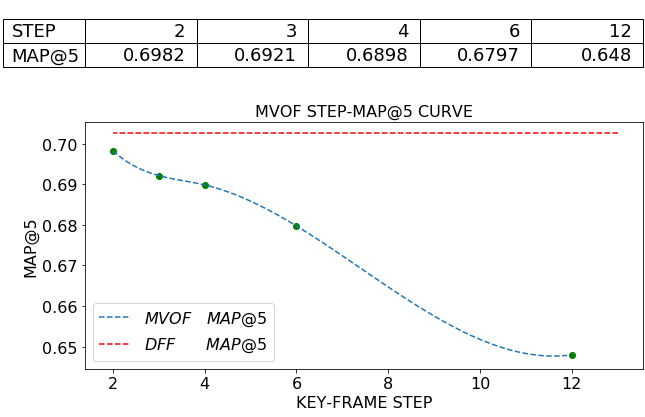 STEP 2 3 4 6 12
MAP@5 0.6982 0.6921 0.6898 0.6797 0.648
MVOF STEP-MAP@5 CURVE
0.70
0.69
0.68
0.67
0.66
0.65
MAP@5
MVOF MAP@5
DFF MAP@5
2 4 6 8 10 12
KEY-FRAME STEP